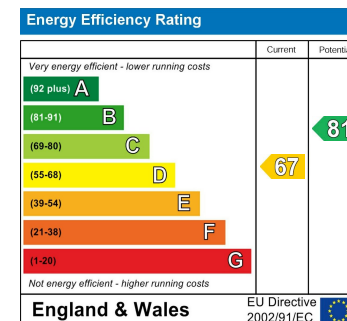 Energy Efficiency Rating
Current Potenti
Very energy efficient - lower running costs
(92 plus) A
(81-91) B
81
(69-80) C
(55-68) D
67
(39-54) E
(21-38) F
(1-20) G
Not energy efficient - higher running costs
England & Wales
EU Directive
2002/91/EC